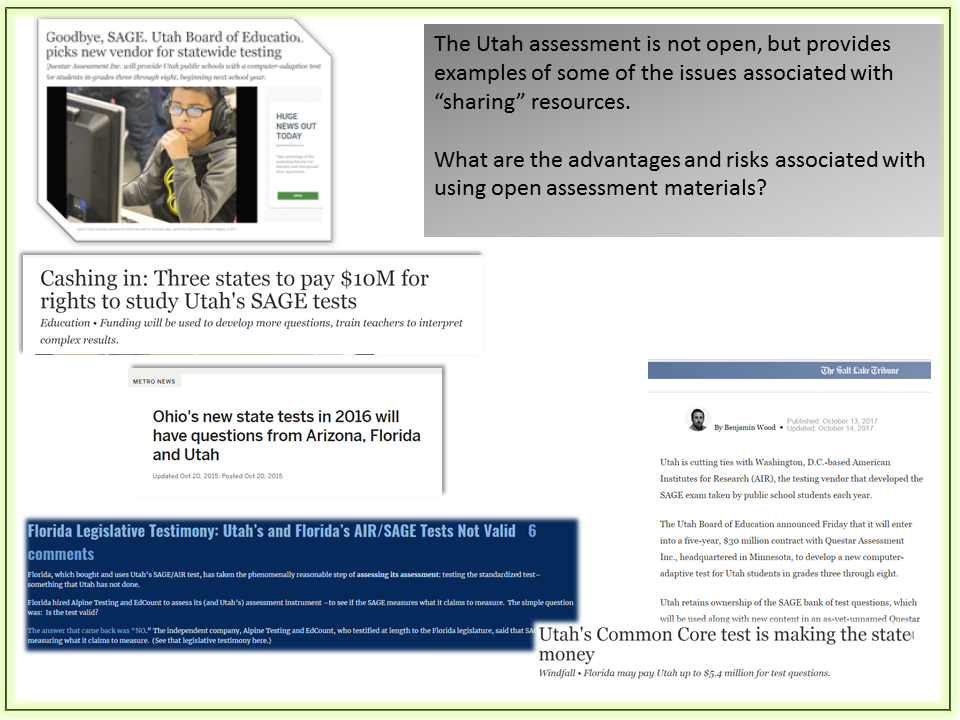 Goodbye, SAGE. Utah Board of Education
picks new vendor for statewide testing
Questar Assessment Inc. will provide Utah public schools with a computer-adaptive test
for students in grades three through eight, beginning next school year.
HUGE
NEWS OUT
TODAY
The Utah assessment is not open, but provides
examples of some of the issues associated with
“sharing” resources.
What are the advantages and risks associated with
using open assessment materials?
Cashing in: Three states to pay $10M for
rights to study Utah's SAGE tests
Education • Funding will be used to develop more questions, train teachers to interpret
complex results.
METRO NEWS
Ohio's new state tests in 2016 will
have questions from Arizona, Florida
and Utah
Updated Oct 20, 2015; Posted Oct 20, 2015
The Salt Lake Tribune
By Benjamin Wood •
Published: October 13, 2017
Updated: October 14, 2017
Utah is cutting ties with Washington, D.C.-based American
Institutes for Research (AIR), the testing vendor that developed the
SAGE exam taken by public school students each year.
The Utah Board of Education announced Friday that it will enter
into a five-year, $30 million contract with Questar Assessment
Inc., headquartered in Minnesota, to develop a new computer-
adaptive test for Utah students in grades three through eight.
Utah retains ownership of the SAGE bank of test questions, which
will be used along with new content in an as-yet-unnamed Questar
Florida Legislative Testimony: Utah’s and Florida’s AIR/SAGE Tests Not Valid 6
comments
Florida, which bought and uses Utah’s SAGE/AIR test, has taken the phenomenally reasonable step of assessing its assessment: testing the standardized test–
something that Utah has not done.
Florida hired Alpine Testing and EdCount to assess its (and Utah’s) assessment instrument –to see if the SAGE measures what it claims to measure. The simple question
was: Is the test valid?
The answer that came back was “NO.” The independent company, Alpine Testing and EdCount, who testified at length to the Florida legislature, said that
measuring what it claims to measure. (See that legislative testimony here.)
Utah's Common Core test is making the state
money
Windfall • Florida may pay Utah up to $5.4 million for test questions.